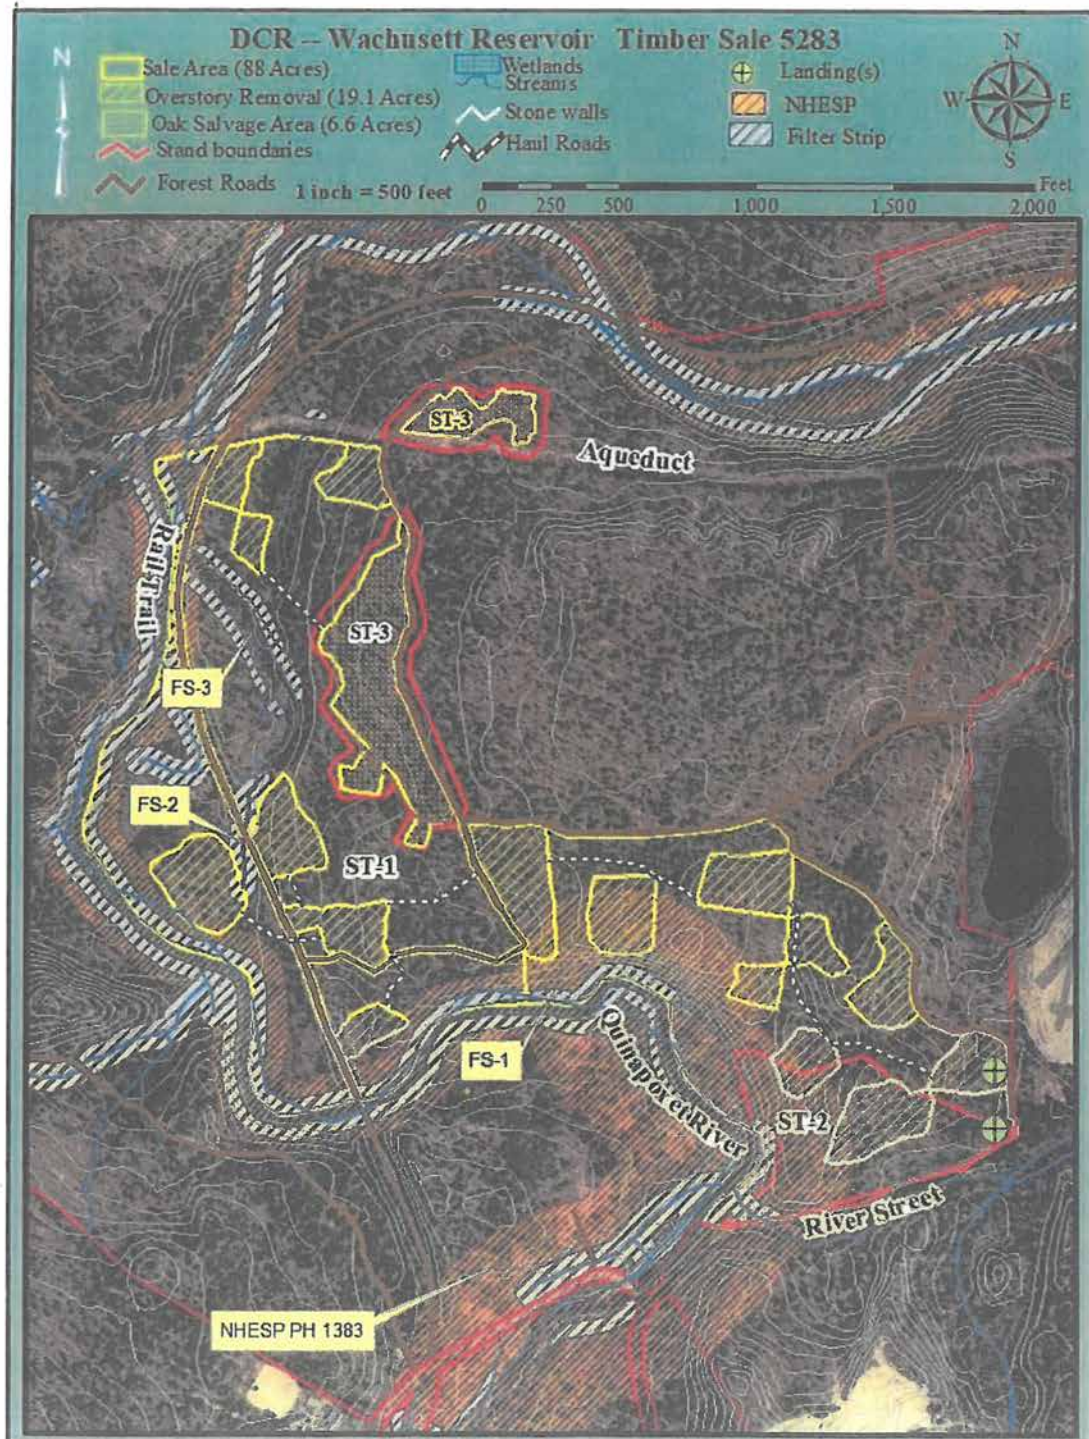 DCR -- Wachusett Reservoir Timber Sale 5283
N
Sale Area (88 Acres)
Overstory Removal (19.1 Acres)
Oak Salvage Area (6.6 Acres)
Stand boundaries
Forest Roads
Wetlands
Streams
Stone walls
Haul Roads
Landing(s)
NHESP
Filter Strip
N
W E
S
1 inch = 500 feet
Feet
0 250 500 1,000 1,500 2,000
ST-3
Aqueduct
Rail Trail
ST-3
FS-3
FS-2
ST-1
FS-1
Quinapoxet River
ST-2
River Street
NHESP PH 1383